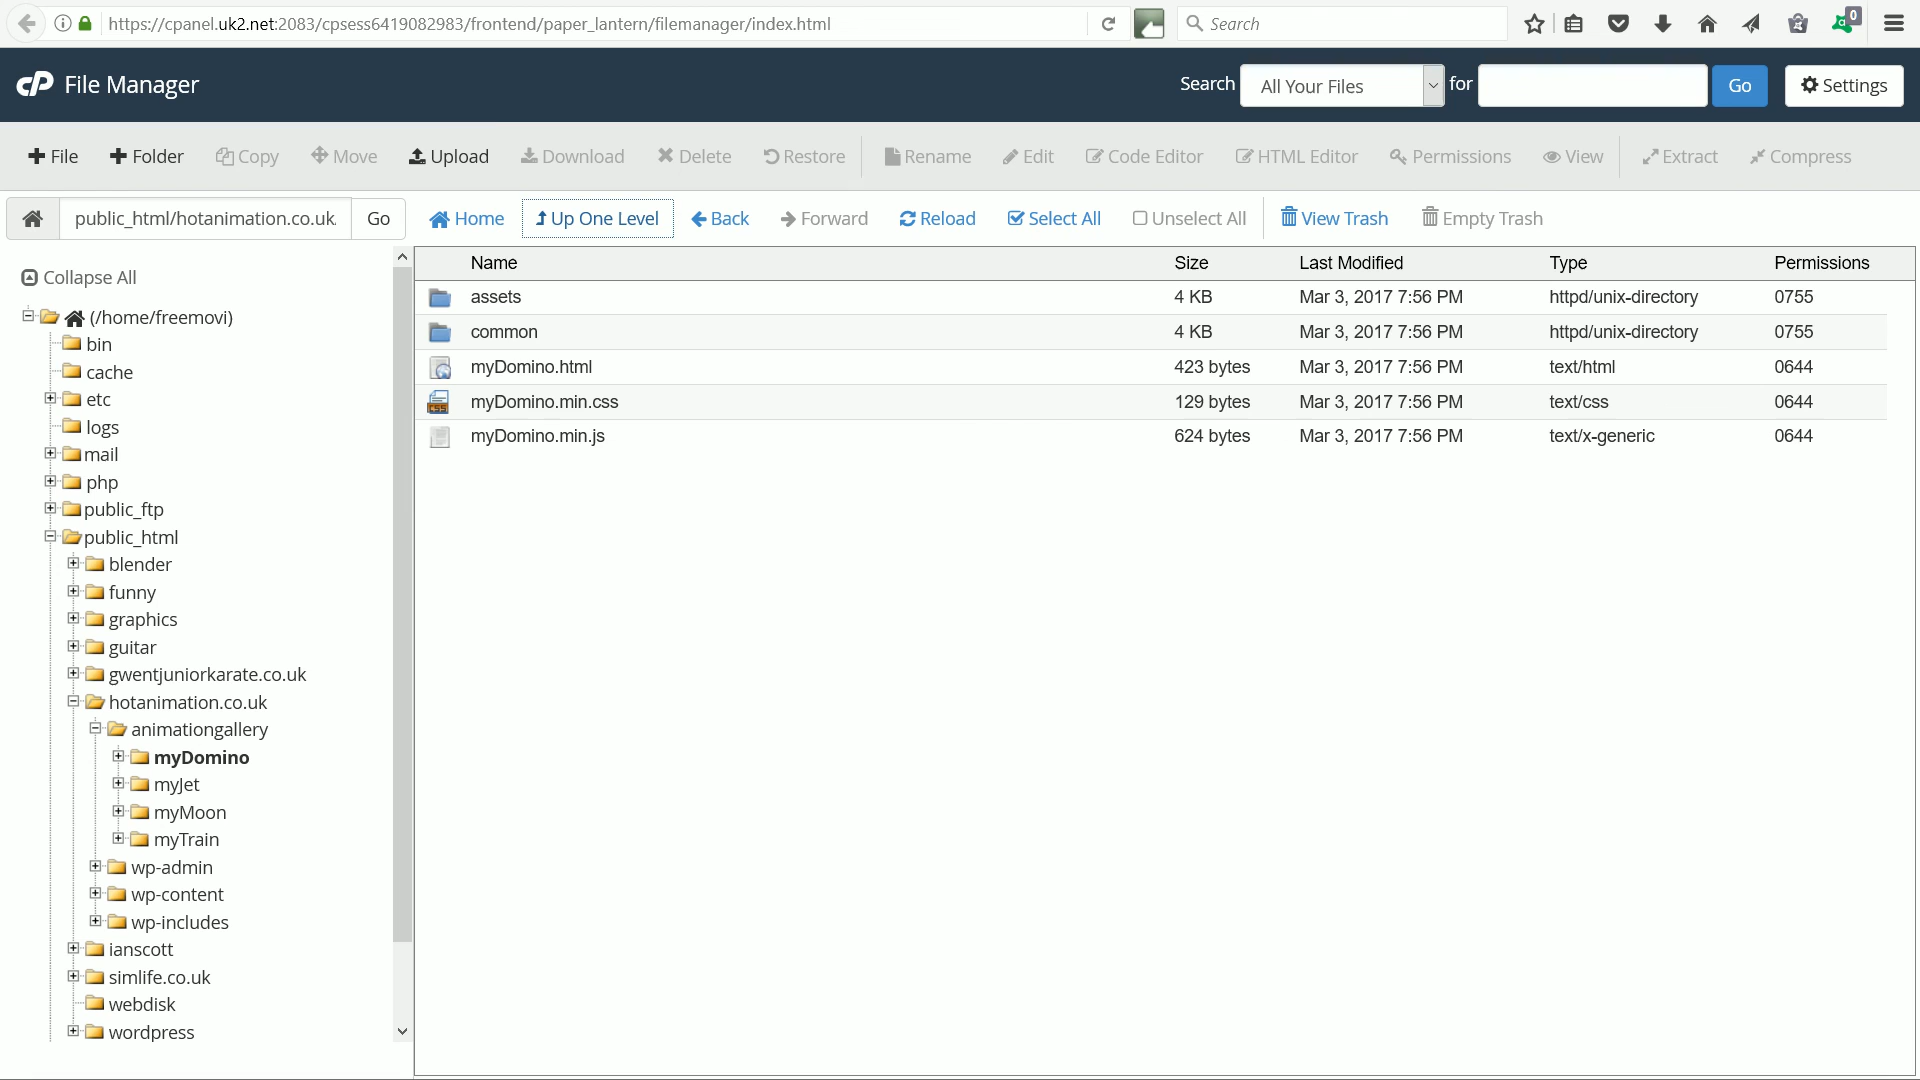 https://cpanel.uk2.net:2083/cpsess6419082983/frontend/paper_lantern/filemanager/index.html
Search
0
cP File Manager
Search All Your Files for Go Settings
File Folder Copy Move Upload Download Delete Restore Rename Edit Code Editor HTML Editor Permissions View Extract Compress
public_html/hotanimation.co.uk Go Home Up One Level Back Forward Reload Select All Unselect All View Trash Empty Trash
Collapse All
(/home/freemovi)
bin
cache
etc
logs
mail
php
public_ftp
public_html
blender
funny
graphics
guitar
gwentjuniorkarate.co.uk
hotanimation.co.uk
animationgallery
myDomino
myJet
myMoon
myTrain
wp-admin
wp-content
wp-includes
ianscott
simlife.co.uk
webdisk
wordpress
Name Size Last Modified Type Permissions
assets 4 KB Mar 3, 2017 7:56 PM httpd/unix-directory 0755
common 4 KB Mar 3, 2017 7:56 PM httpd/unix-directory 0755
myDomino.html 423 bytes Mar 3, 2017 7:56 PM text/html 0644
CSS myDomino.min.css 129 bytes Mar 3, 2017 7:56 PM text/css 0644
myDomino.min.js 624 bytes Mar 3, 2017 7:56 PM text/x-generic 0644